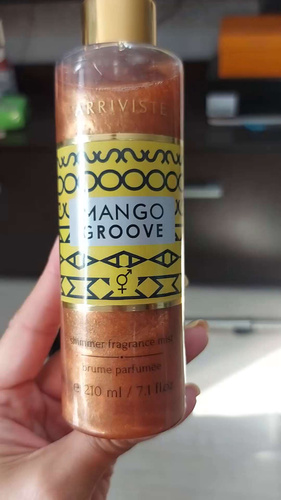 ARRIVISTE
MANGO
GROOVE
shimmer fragrance mist
brume parfumée
e 210 ml / 7.1 fl oz